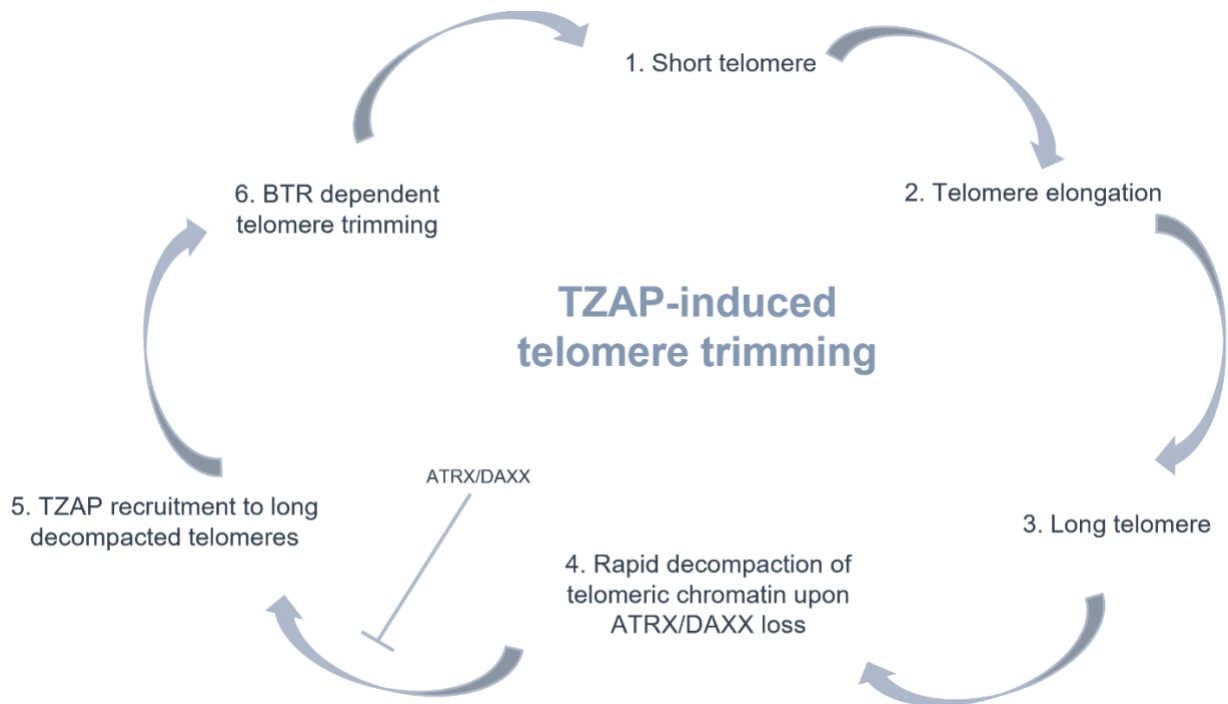 1. Short telomere
2. Telomere elongation
6. BTR dependent
telomere trimming
TZAP-induced
telomere trimming
ATRX/DAXX
5. TZAP recruitment to long
decompacted telomeres
3. Long telomere
4. Rapid decompaction of
telomeric chromatin upon
ATRX/DAXX loss